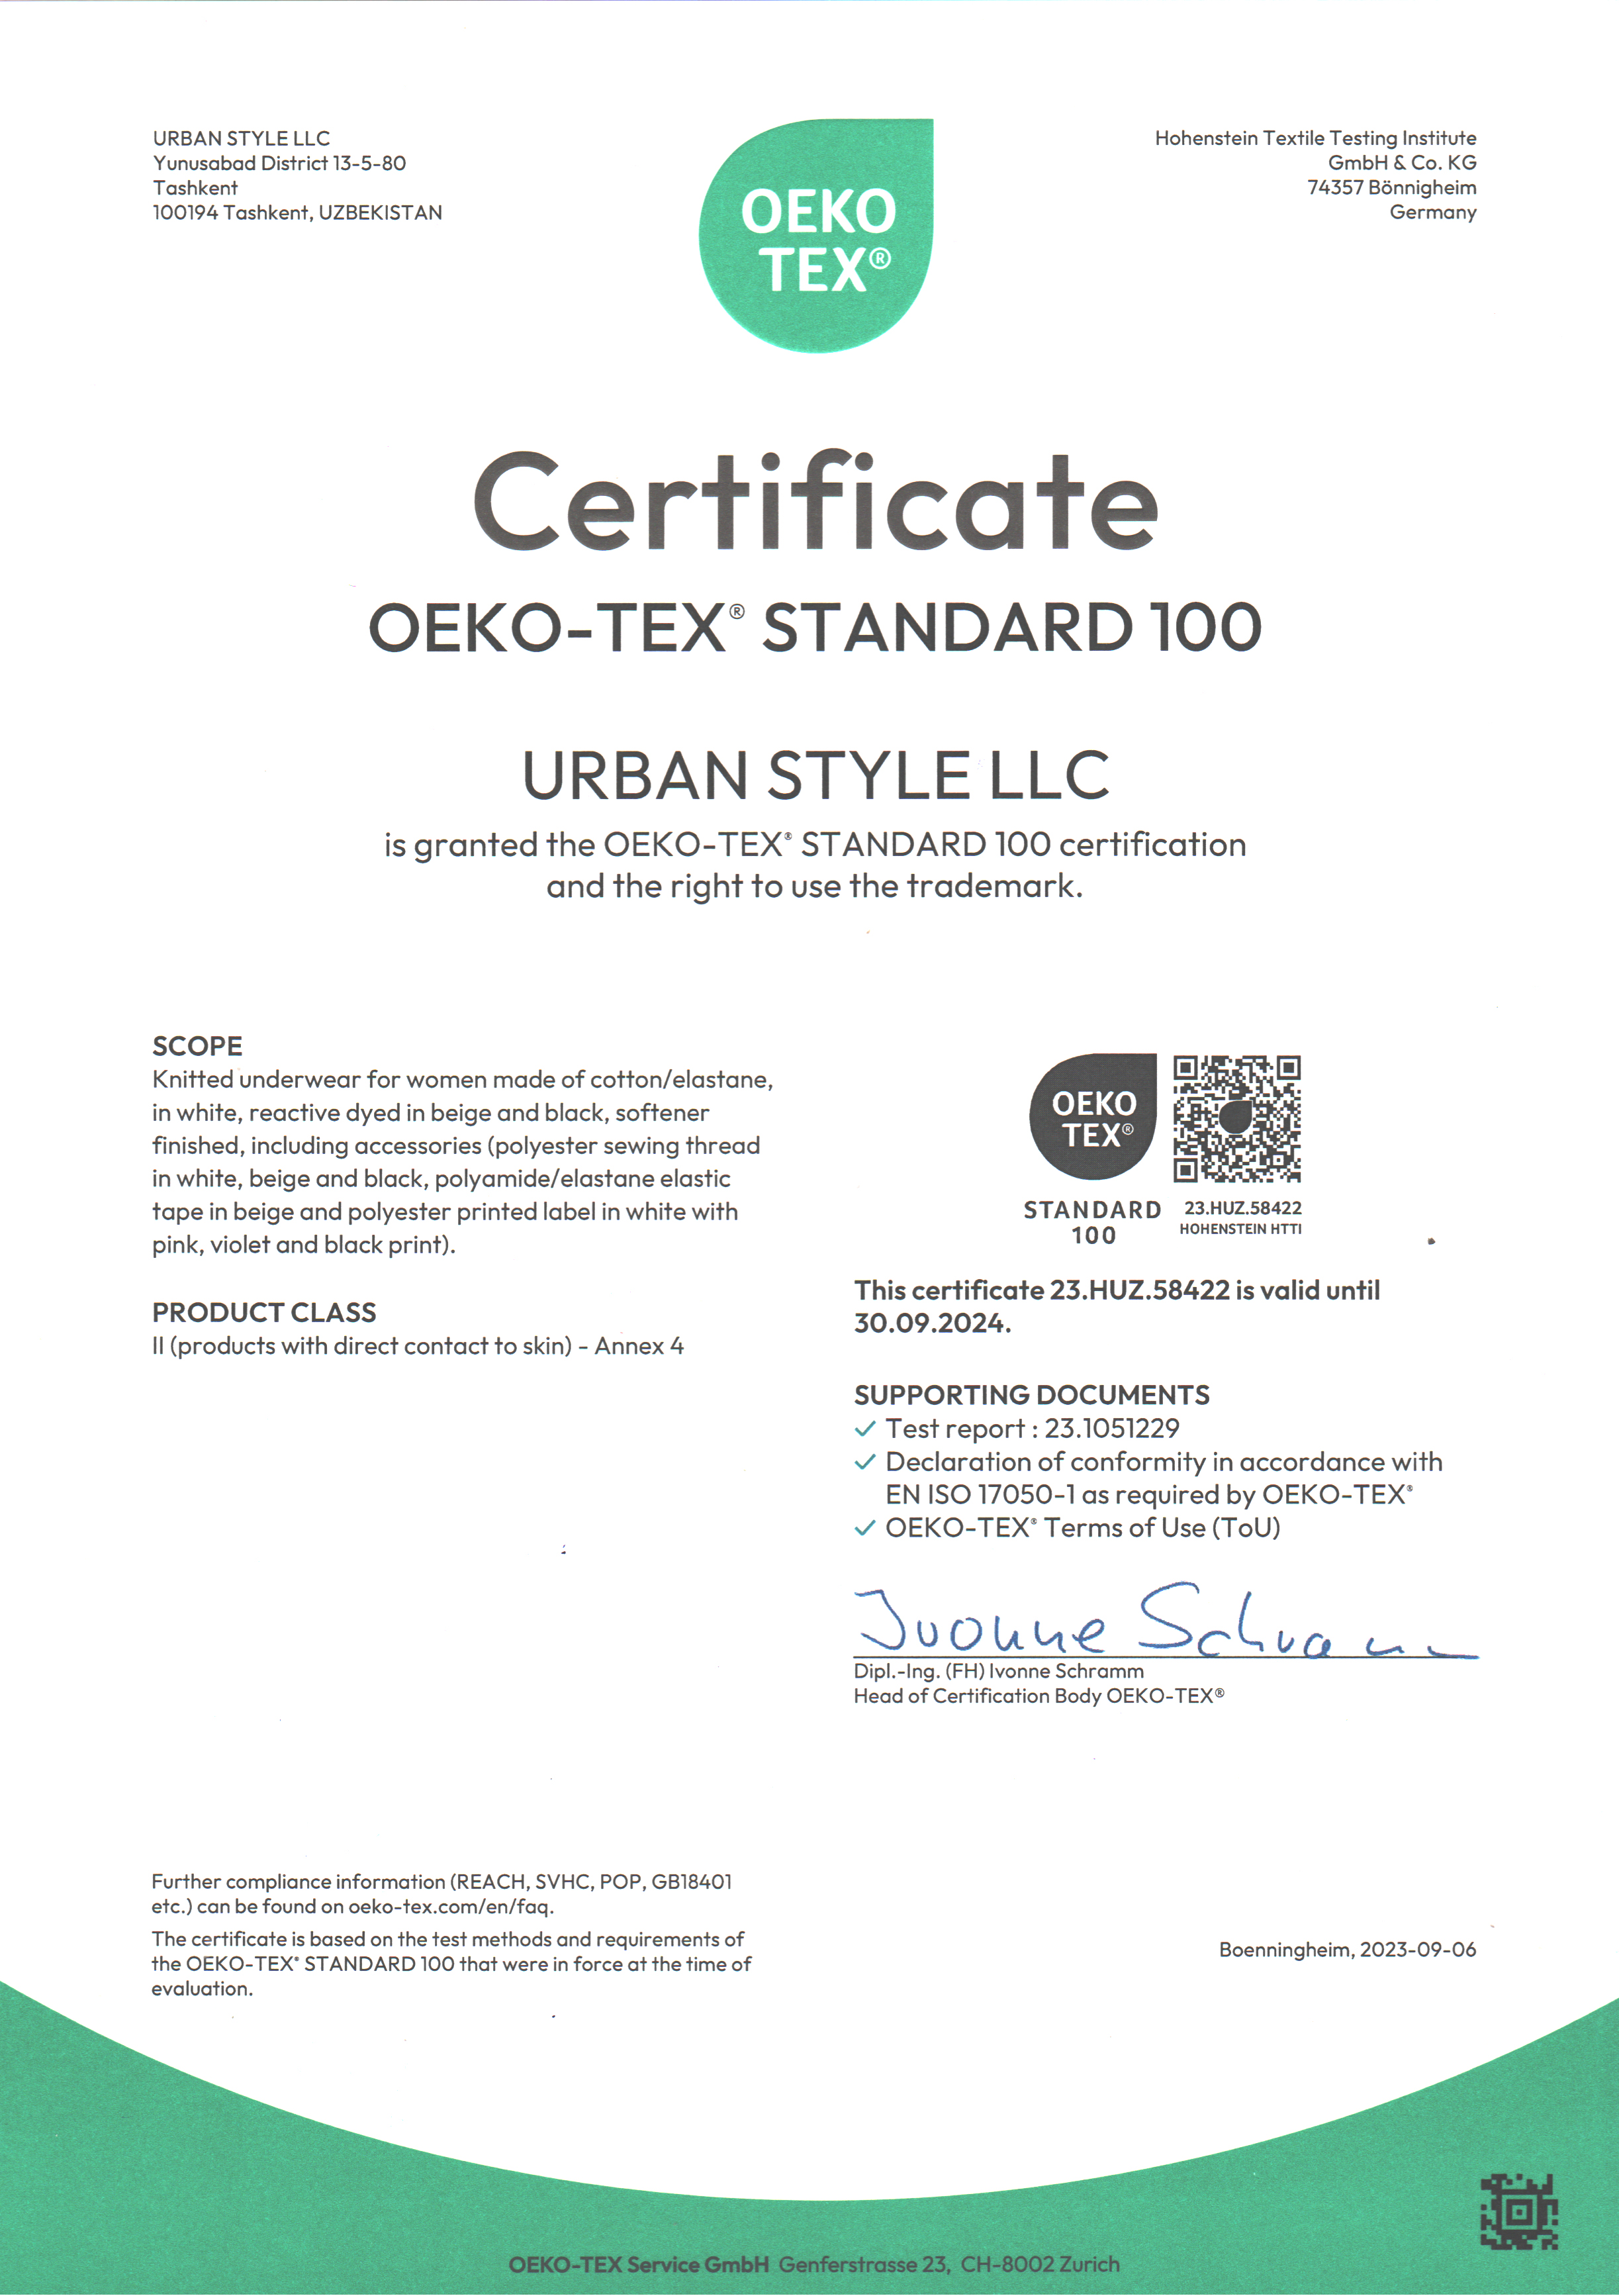 URBAN STYLE LLC
Yunusabad District 13-5-80
Tashkent
100194 Tashkent, UZBEKISTAN
OEKO
TEX®
Hohenstein Textile Testing Institute
GmbH & Co. KG
74357 Bönnigheim
Germany
Certificate
OEKO-TEX® STANDARD 100
URBAN STYLE LLC
is granted the OEKO-TEX® STANDARD 100 certification
and the right to use the trademark.
SCOPE
Knitted underwear for women made of cotton/elastane,
in white, reactive dyed in beige and black, softener
finished, including accessories (polyester sewing thread
in white, beige and black, polyamide/elastane elastic
tape in beige and polyester printed label in white with
pink, violet and black print).
PRODUCT CLASS
II (products with direct contact to skin) - Annex 4
OEKO
TEX®
STANDARD
100
23.HUZ.58422
HOHENSTEIN HTTI
This certificate 23.HUZ.58422 is valid until
30.09.2024.
SUPPORTING DOCUMENTS
✓ Test report : 23.1051229
✓ Declaration of conformity in accordance with
EN ISO 17050-1 as required by OEKO-TEX®
✓ OEKO-TEX® Terms of Use (ToU)
Ivonne Schramm
Dipl.-Ing. (FH) Ivonne Schramm
Head of Certification Body OEKO-TEX®
Further compliance information (REACH, SVHC, POP, GB18401
etc.) can be found on oeko-tex.com/en/faq.
The certificate is based on the test methods and requirements of
the OEKO-TEX® STANDARD 100 that were in force at the time of
evaluation.
Boenningheim, 2023-09-06
OEKO-TEX Service GmbH Genferstrasse 23, CH-8002 Zurich